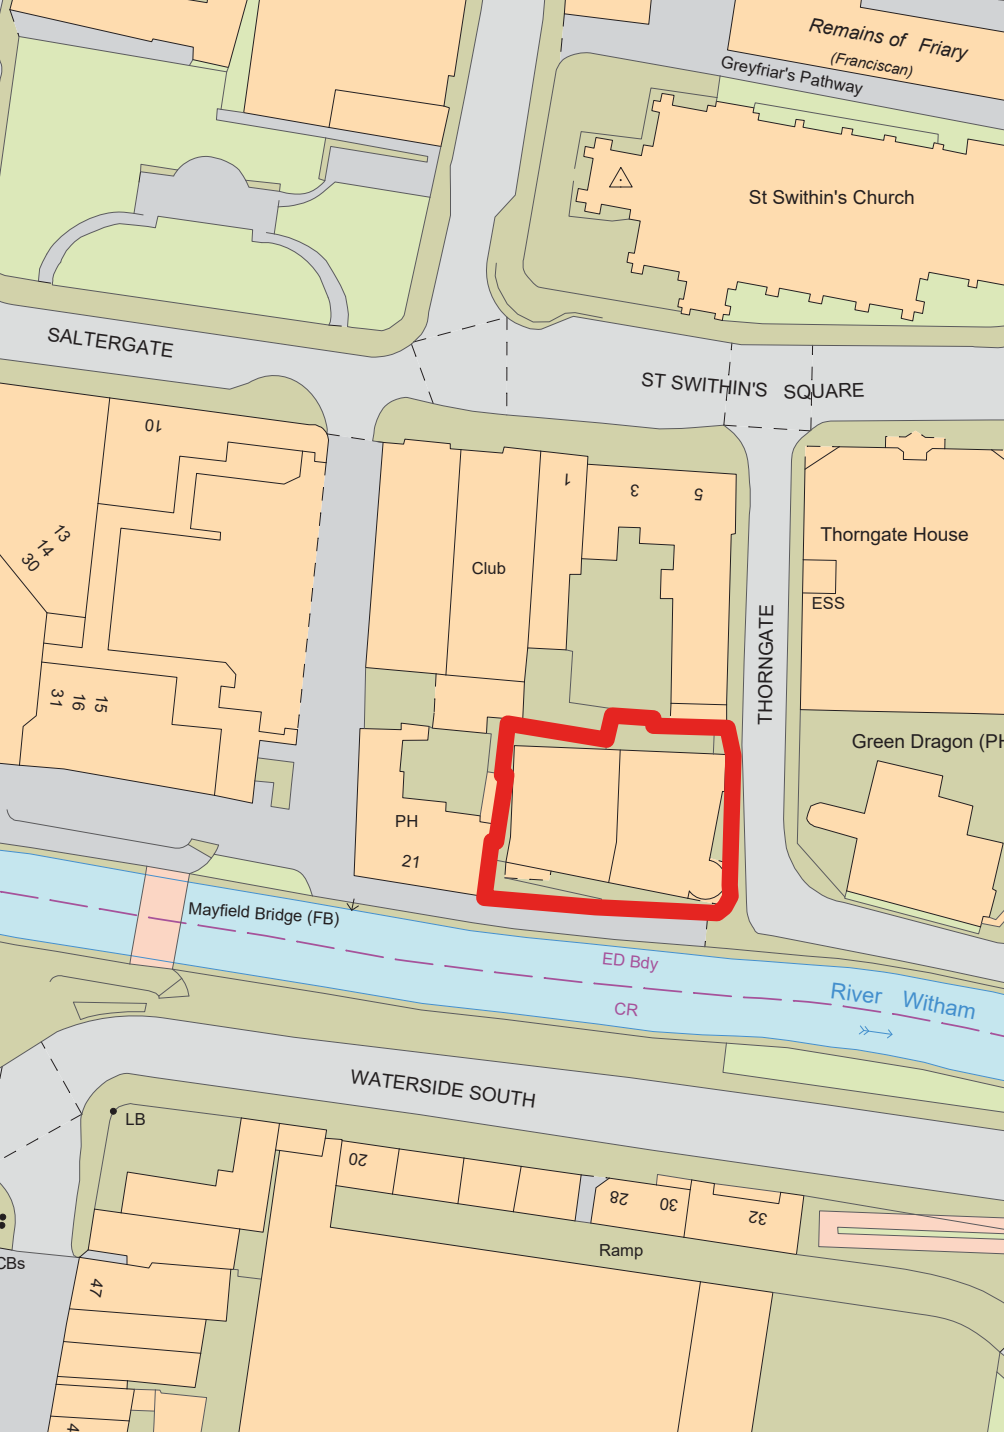 Remains of Friary
(Franciscan)
Greyfriar's Pathway
St Swithin's Church
SALTERGATE
ST SWITHIN'S SQUARE
10
1
3
5
13
14
30
Club
Thorngate House
ESS
THORNGATE
31
16
15
Green Dragon (PH
PH
21
Mayfield Bridge (FB)
ED Bdy
CR
River Witham
WATERSIDE SOUTH
LB
20
28
30
32
Ramp
CBs
47
4